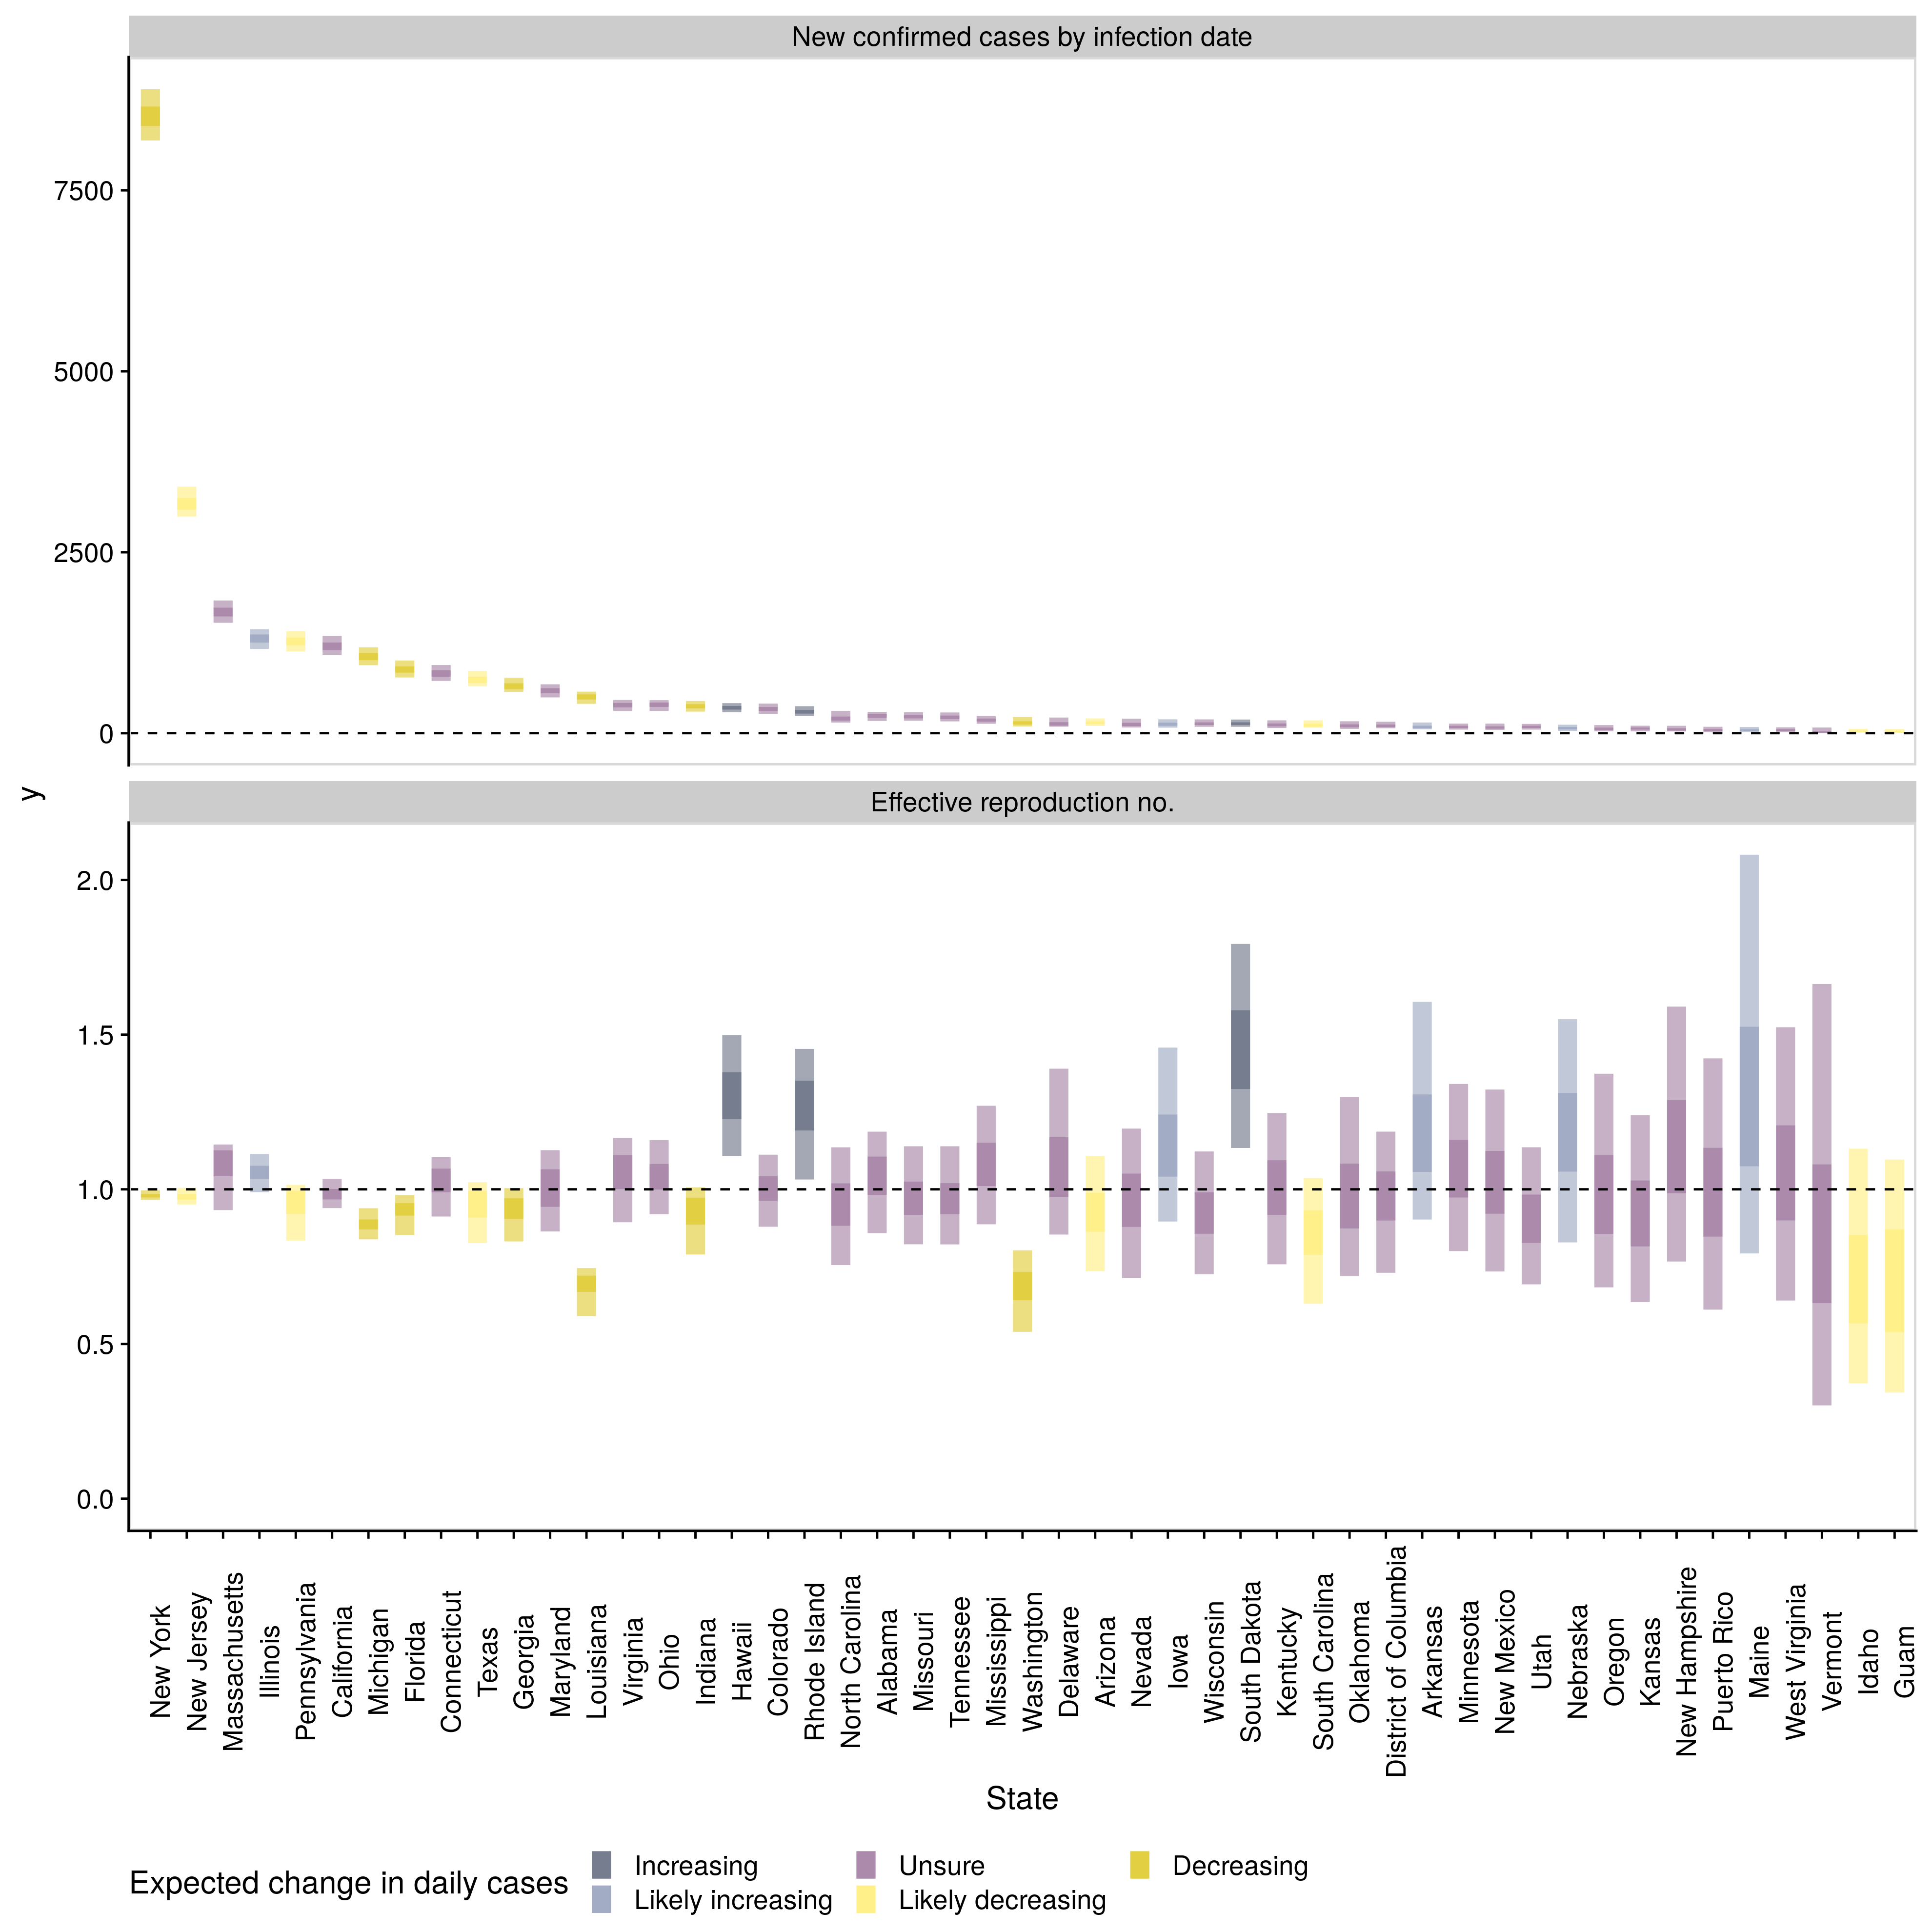 New confirmed cases by infection date
7500
5000
2500
0
y
Effective reproduction no.
2.0
1.5
1.0
0.5
0.0
New York
New Jersey
Massachusetts
Illinois
Pennsylvania
California
Michigan
Florida
Connecticut
Texas
Georgia
Maryland
Louisiana
Virginia
Ohio
Indiana
Hawaii
Colorado
Rhode Island
North Carolina
Alabama
Missouri
Tennessee
Mississippi
Washington
Delaware
Arizona
Nevada
Iowa
Wisconsin
South Dakota
Kentucky
South Carolina
Oklahoma
District of Columbia
Arkansas
Minnesota
New Mexico
Utah
Nebraska
Oregon
Kansas
New Hampshire
Puerto Rico
Maine
West Virginia
Vermont
Idaho
Guam
State
Expected change in daily cases
Increasing
Likely increasing
Unsure
Likely decreasing
Decreasing